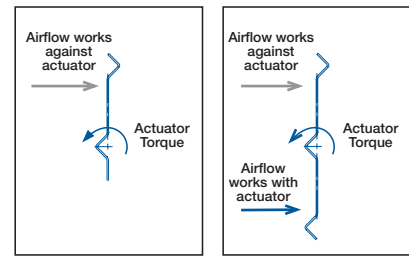 Airflow works
against
actuator
Actuator
Torque
Airflow works
against
actuator
Actuator
Torque
Airflow
works with
actuator